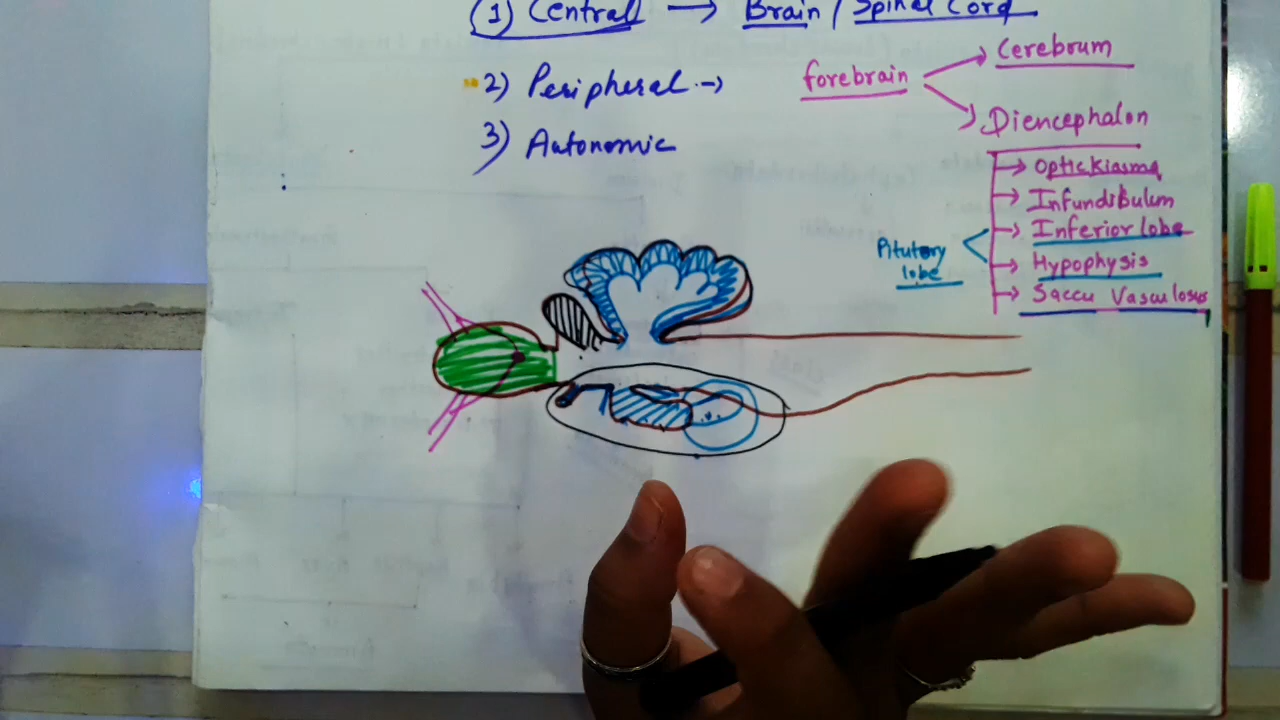 (1) Central → Brain / Spinal Cord
2) Peripheral →
3) Autonomic
forebrain
Cerebrum
Diencephalon
→ Optic Kiasma
→ Infundibulum
→ Inferior lobe
→ Hypophysis
→ Saccu Vasculosus
Pitutory
lobe